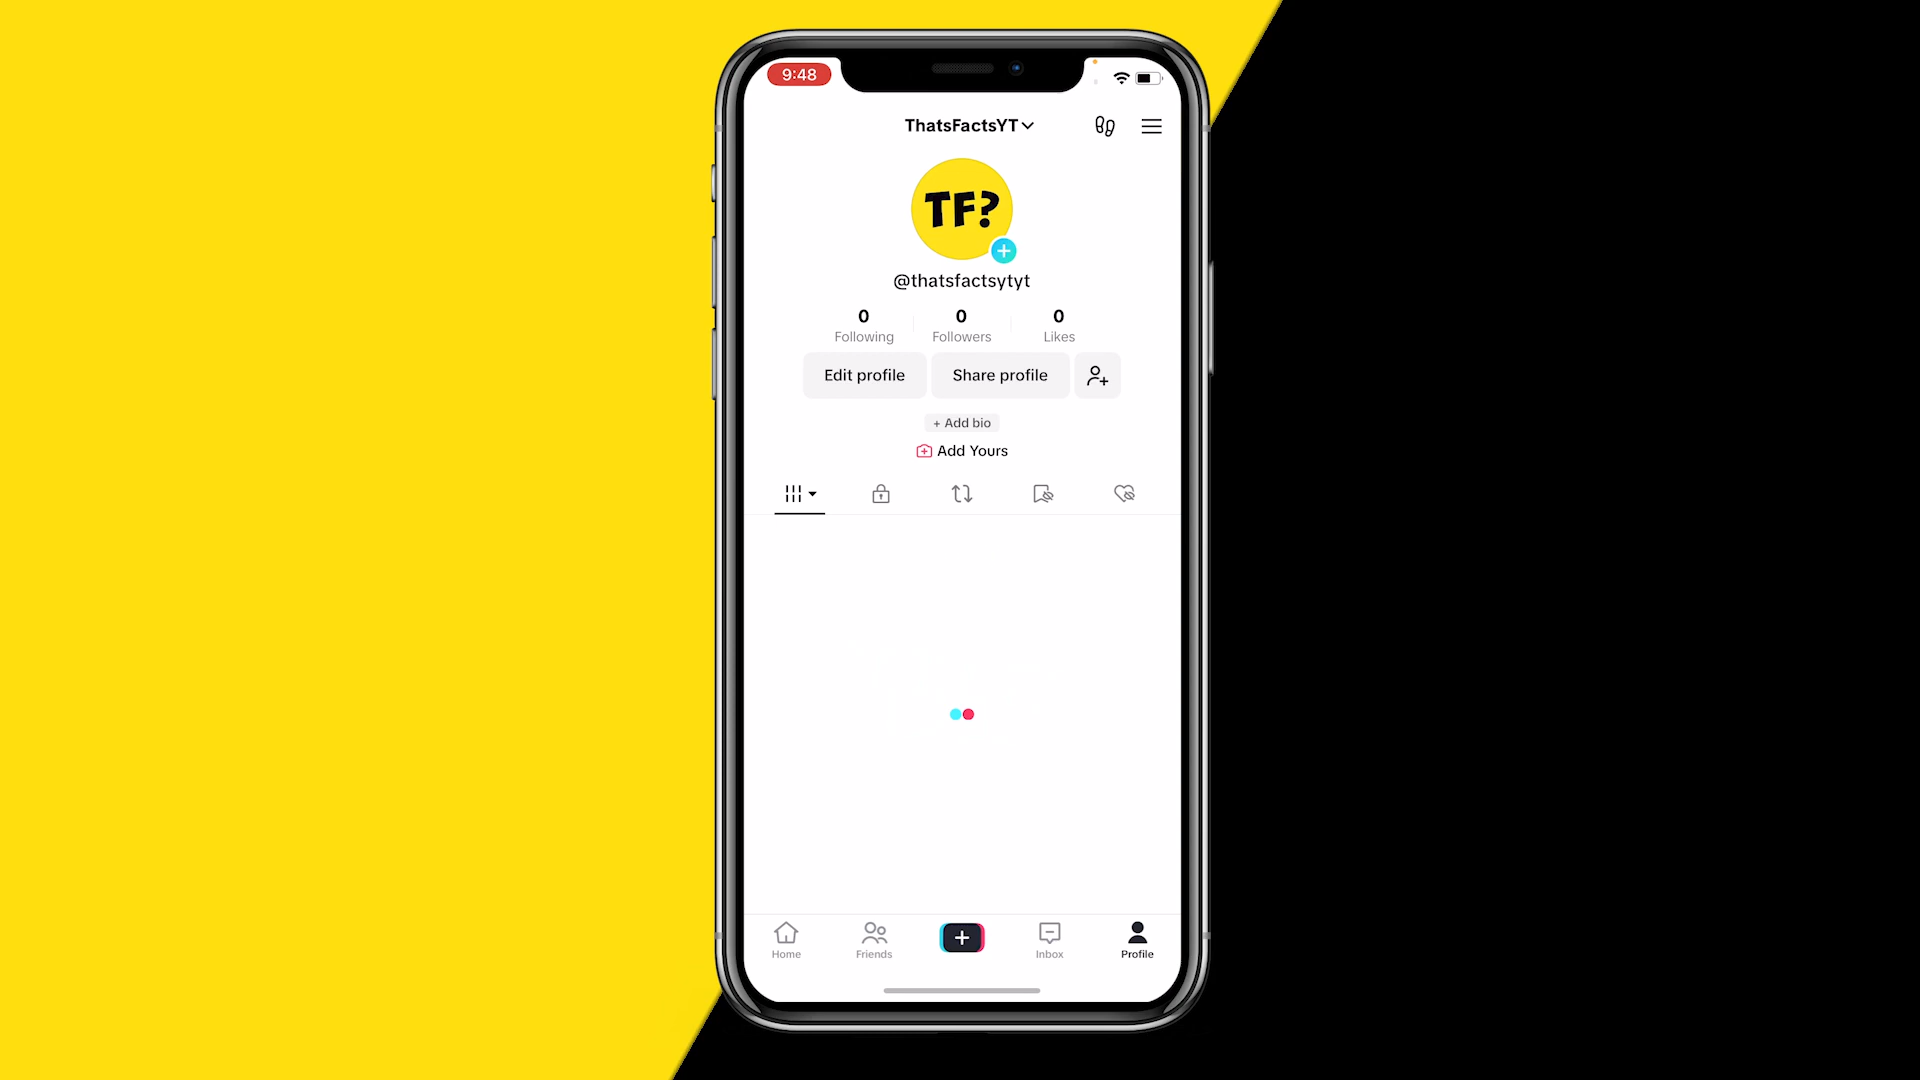 9:48
ThatsFactsYT
TF?
@thatsfactsytyt
0 0 0
Following Followers Likes
Edit profile Share profile
+ Add bio
Add Yours
Home Friends Inbox Profile